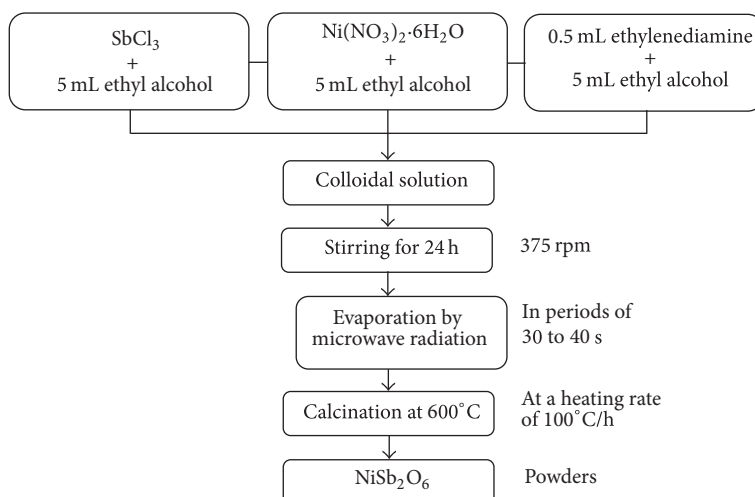 SbCl₃
+
5 mL ethyl alcohol
Ni(NO₃)₂·6H₂O
+
5 mL ethyl alcohol
0.5 mL ethylenediamine
+
5 mL ethyl alcohol
Colloidal solution
Stirring for 24 h
375 rpm
Evaporation by
microwave radiation
In periods of
30 to 40 s
Calcination at 600°C
At a heating rate
of 100°C/h
NiSb₂O₆
Powders